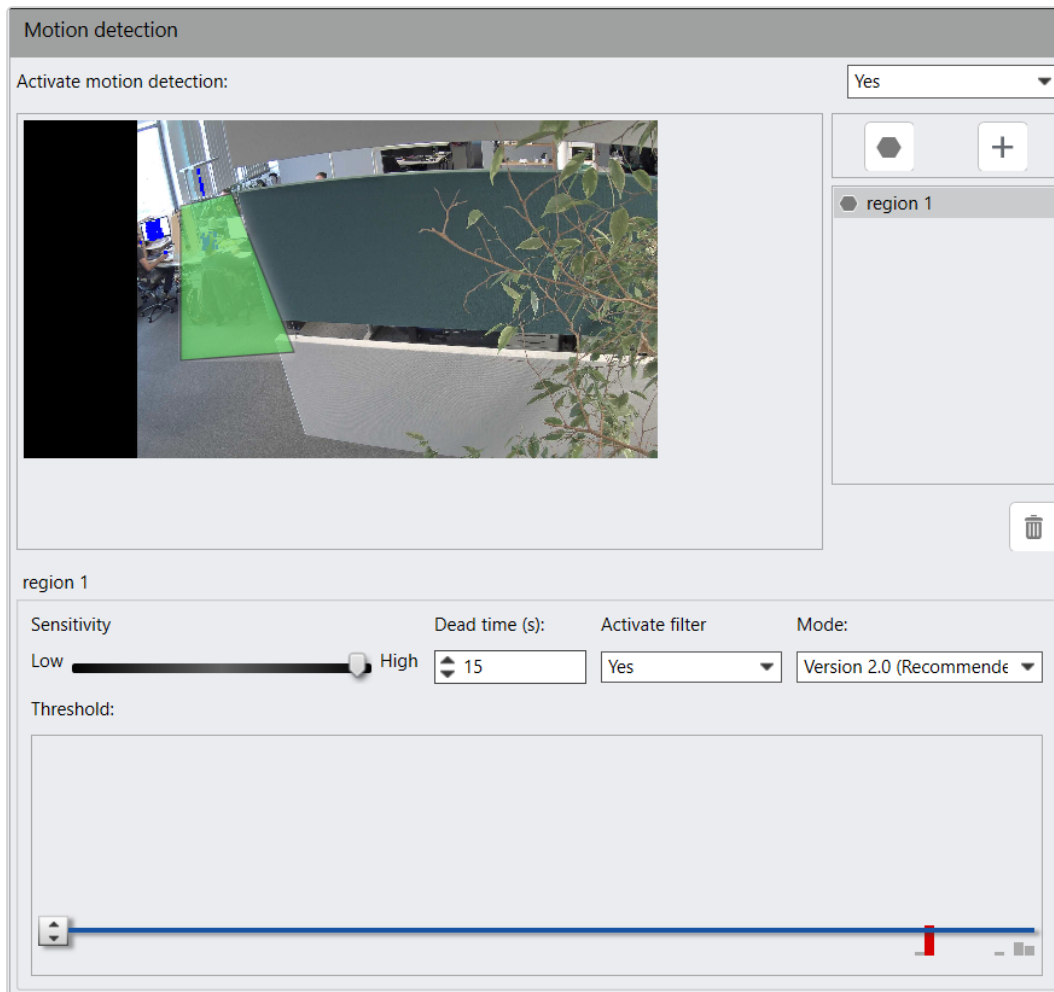 Motion detection
Activate motion detection:
Yes
region 1
region 1
Sensitivity
Dead time (s):
Activate filter
Mode:
Low
High
15
Yes
Version 2.0 (Recommende
Threshold: